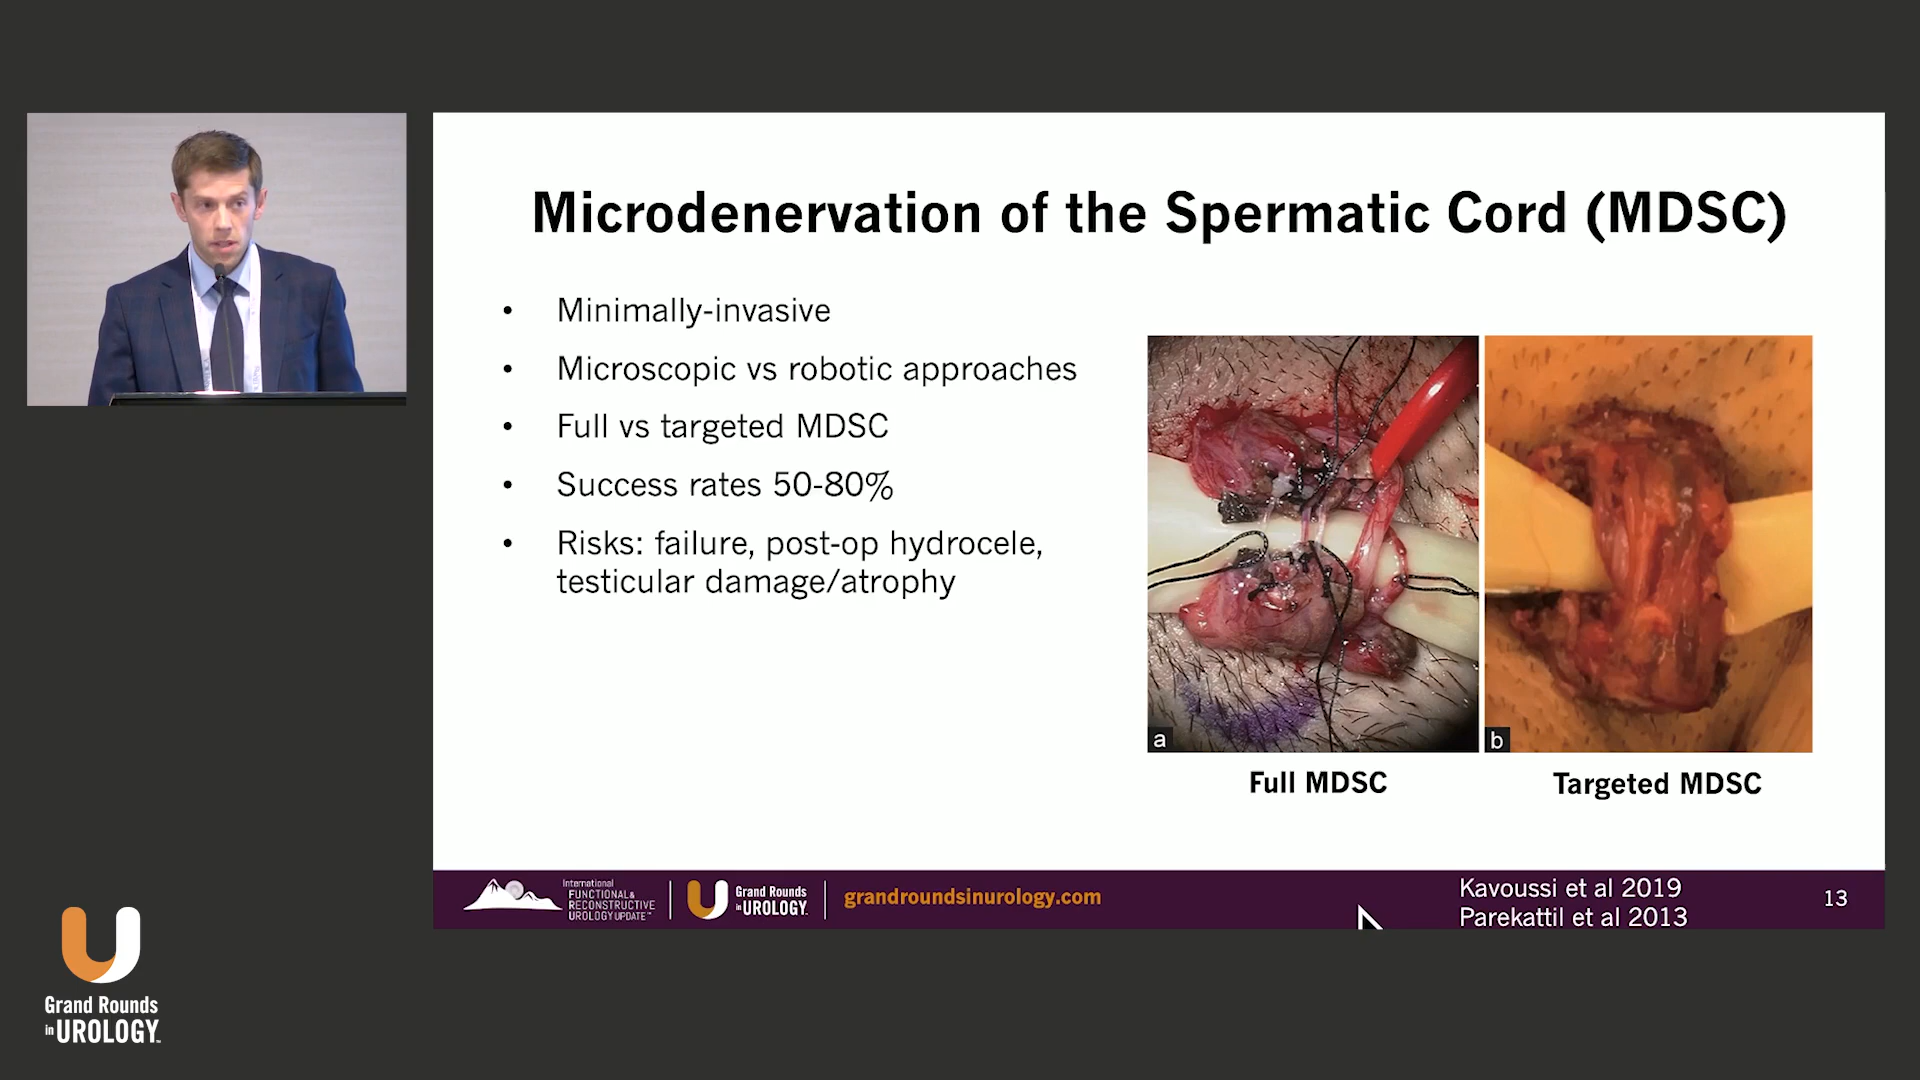 Microdenervation of the Spermatic Cord (MDSC)
• Minimally-invasive
• Microscopic vs robotic approaches
• Full vs targeted MDSC
• Success rates 50-80%
• Risks: failure, post-op hydrocele,
testicular damage/atrophy
a
b
Full MDSC
Targeted MDSC
International
FUNCTIONAL &
RECONSTRUCTIVE
UROLOGY UPDATE™
Grand Rounds
in UROLOGY
grandroundsinurology.com
Kavoussi et al 2019
Parekattil et al 2013
13
Grand Rounds
in UROLOGY™